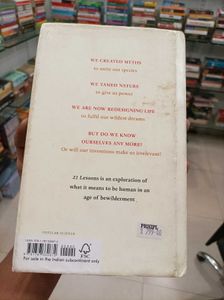 WE CREATED MYTHS
to unite our species
WE TAMED NATURE
to give us power
WE ARE NOW REDESIGNING LIFE
to fulfil our wildest dreams
BUT DO WE KNOW
OURSELVES ANY MORE?
Or will our inventions make us irrelevant?
21 Lessons is an exploration of
what it means to be human in an
age of bewilderment
POPULAR SCIENCE
FSC
For sale in the Indian subcontinent only